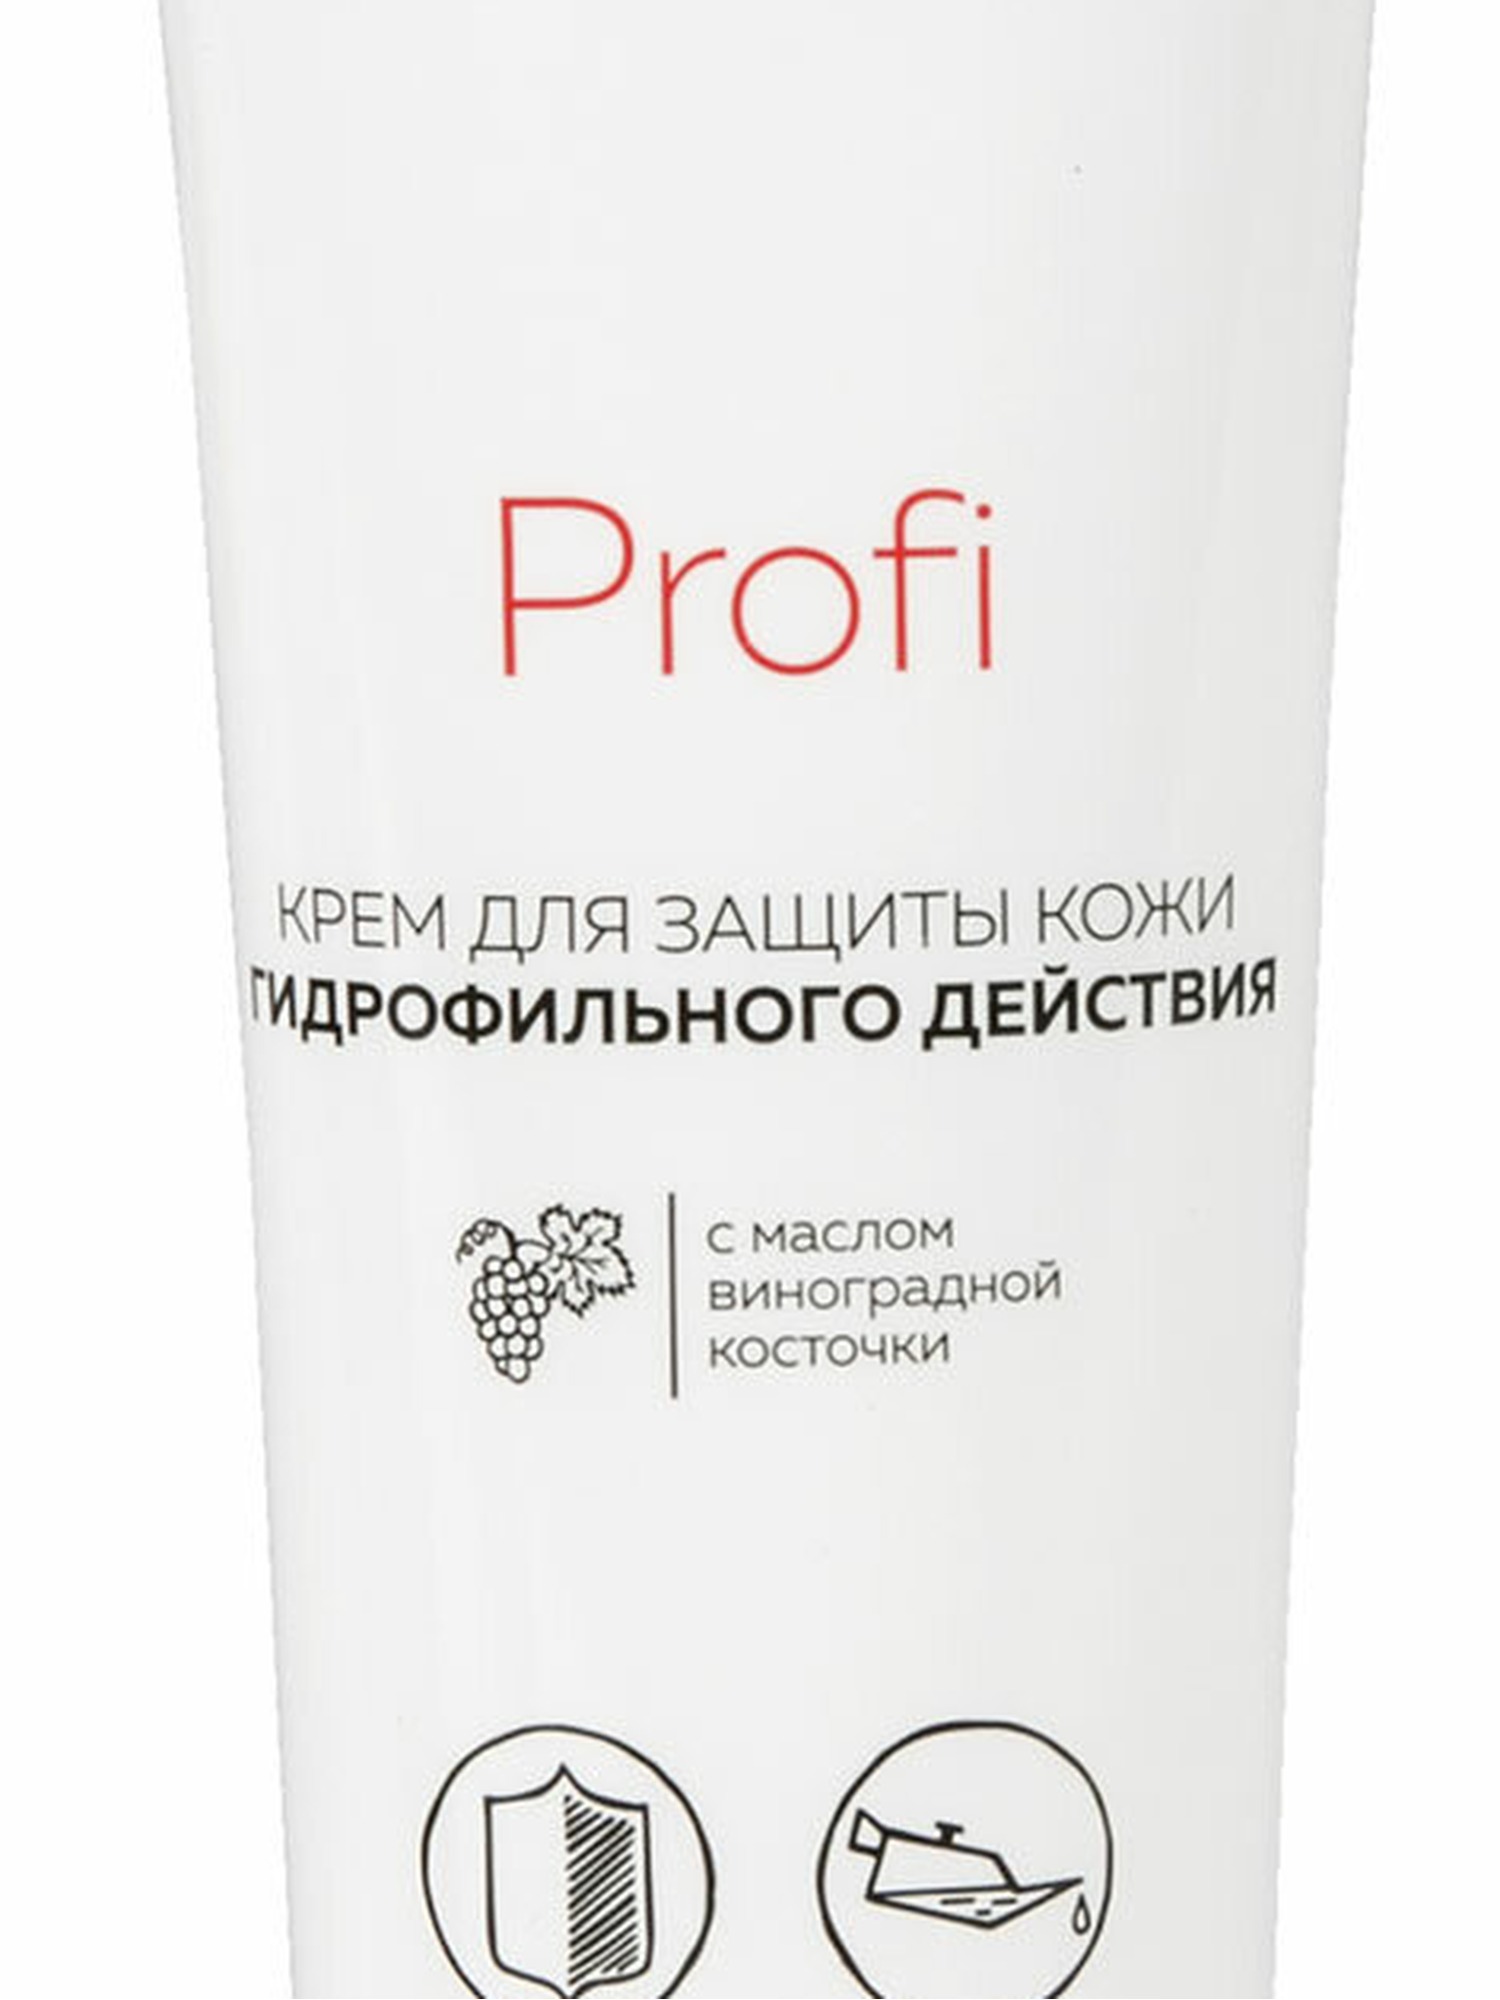 Profi
КРЕМ ДЛЯ ЗАЩИТЫ КОЖИ
ГИДРОФИЛЬНОГО ДЕЙСТВИЯ
с маслом
виноградной
косточки